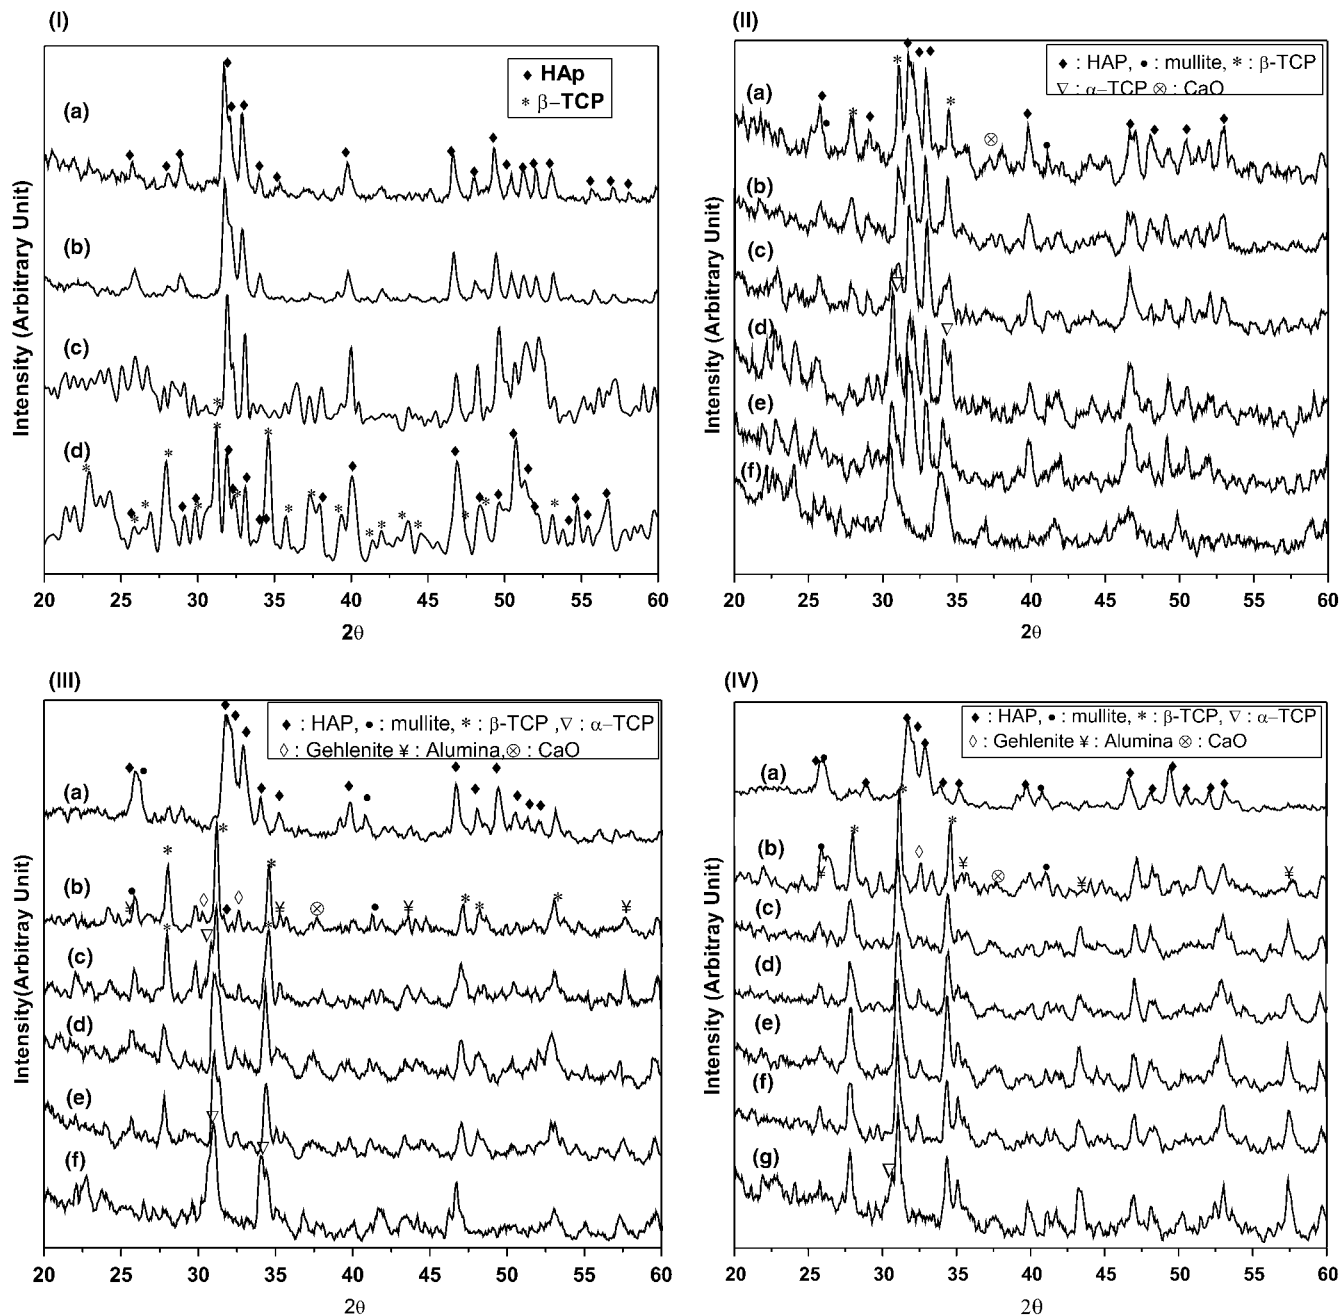 (I)
◆ HAp
* β–TCP
(a)
(b)
(c)
(d)
Intensity (Arbitrary Unit)
20 25 30 35 40 45 50 55 60
2θ
(II)
◆ : HAP, ● : mullite, * : β-TCP
▽ : α–TCP ⊗ : CaO
(a)
(b)
(c)
(d)
(e)
(f)
Intensity (Arbitrary Unit)
20 25 30 35 40 45 50 55 60
2θ
(III)
◆ : HAP, ● : mullite, * : β-TCP ,▽ : α–TCP
◊ : Gehlenite ¥ : Alumina,⊗ : CaO
(a)
(b)
(c)
(d)
(e)
(f)
Intensity(Arbitray Unit)
20 25 30 35 40 45 50 55 60
2θ
(IV)
◆ : HAP, ● : mullite, * : β-TCP, ▽ : α–TCP
◊ : Gehlenite ¥ : Alumina ⊗ : CaO
(a)
(b)
(c)
(d)
(e)
(f)
(g)
Intensity (Arbitray Unit)
20 25 30 35 40 45 50 55 60
2θ